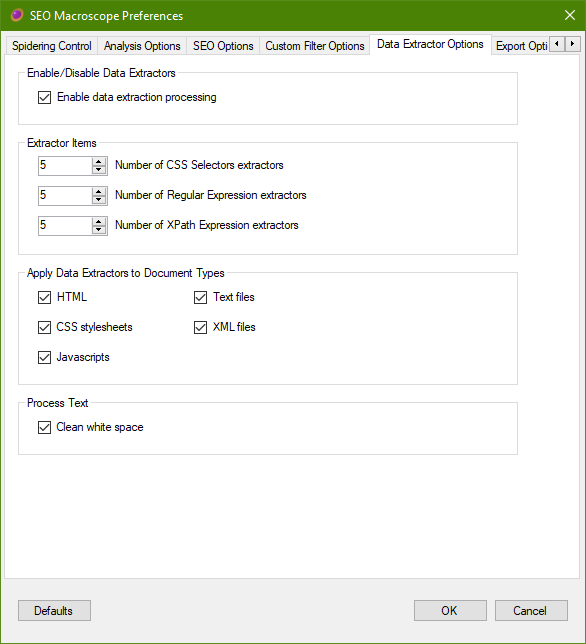 SEO Macroscope Preferences
Spidering Control Analysis Options SEO Options Custom Filter Options Data Extractor Options Export Opti
Enable/Disable Data Extractors
Enable data extraction processing
Extractor Items
5 Number of CSS Selectors extractors
5 Number of Regular Expression extractors
5 Number of XPath Expression extractors
Apply Data Extractors to Document Types
HTML Text files
CSS stylesheets XML files
Javascripts
Process Text
Clean white space
Defaults OK Cancel